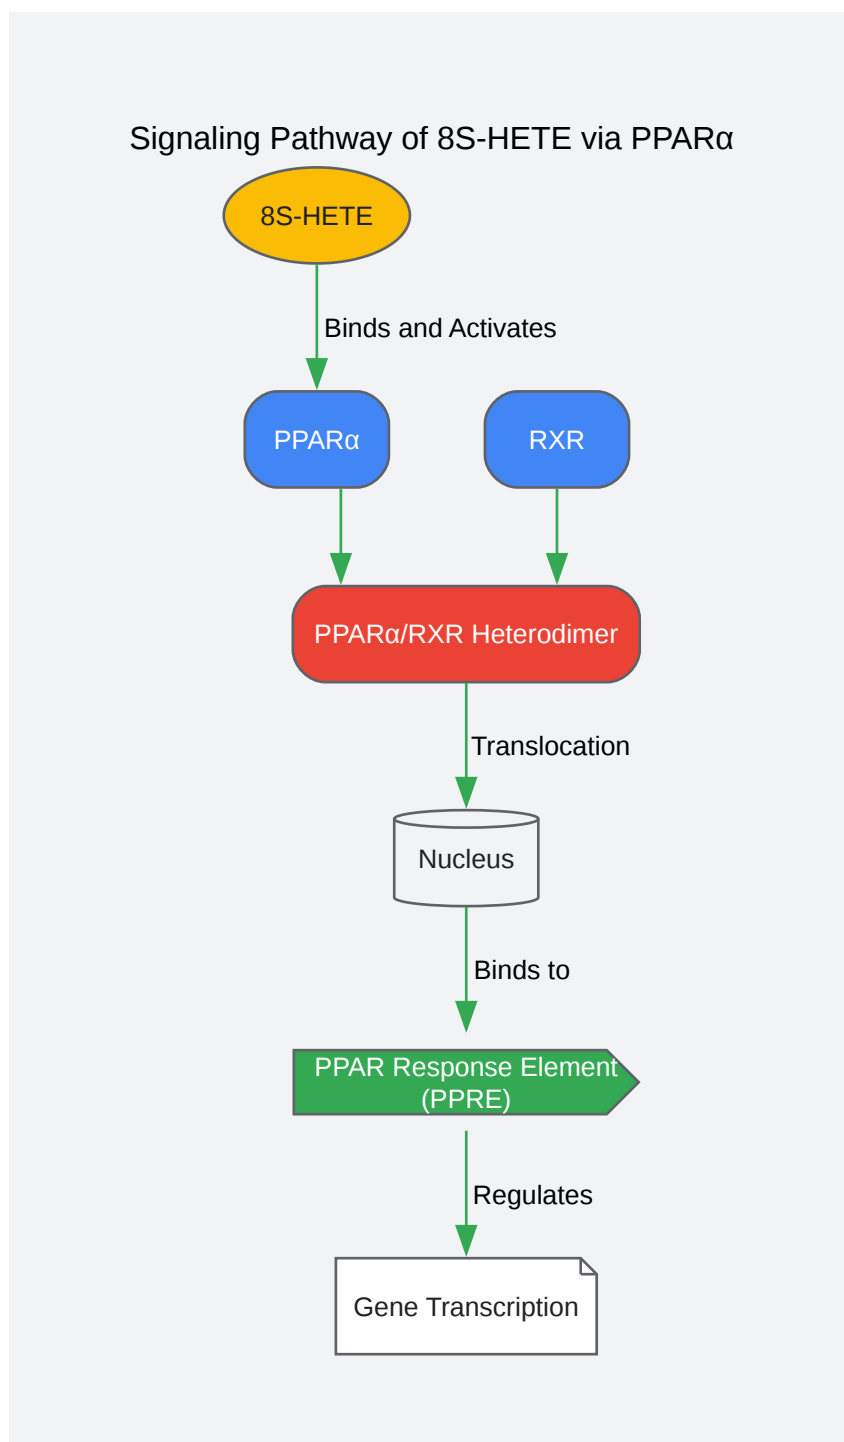 Signaling Pathway of 8S-HETE via PPARα
8S-HETE
Binds and Activates
PPARα
RXR
PPARα/RXR Heterodimer
Translocation
Nucleus
Binds to
PPAR Response Element
(PPRE)
Regulates
Gene Transcription